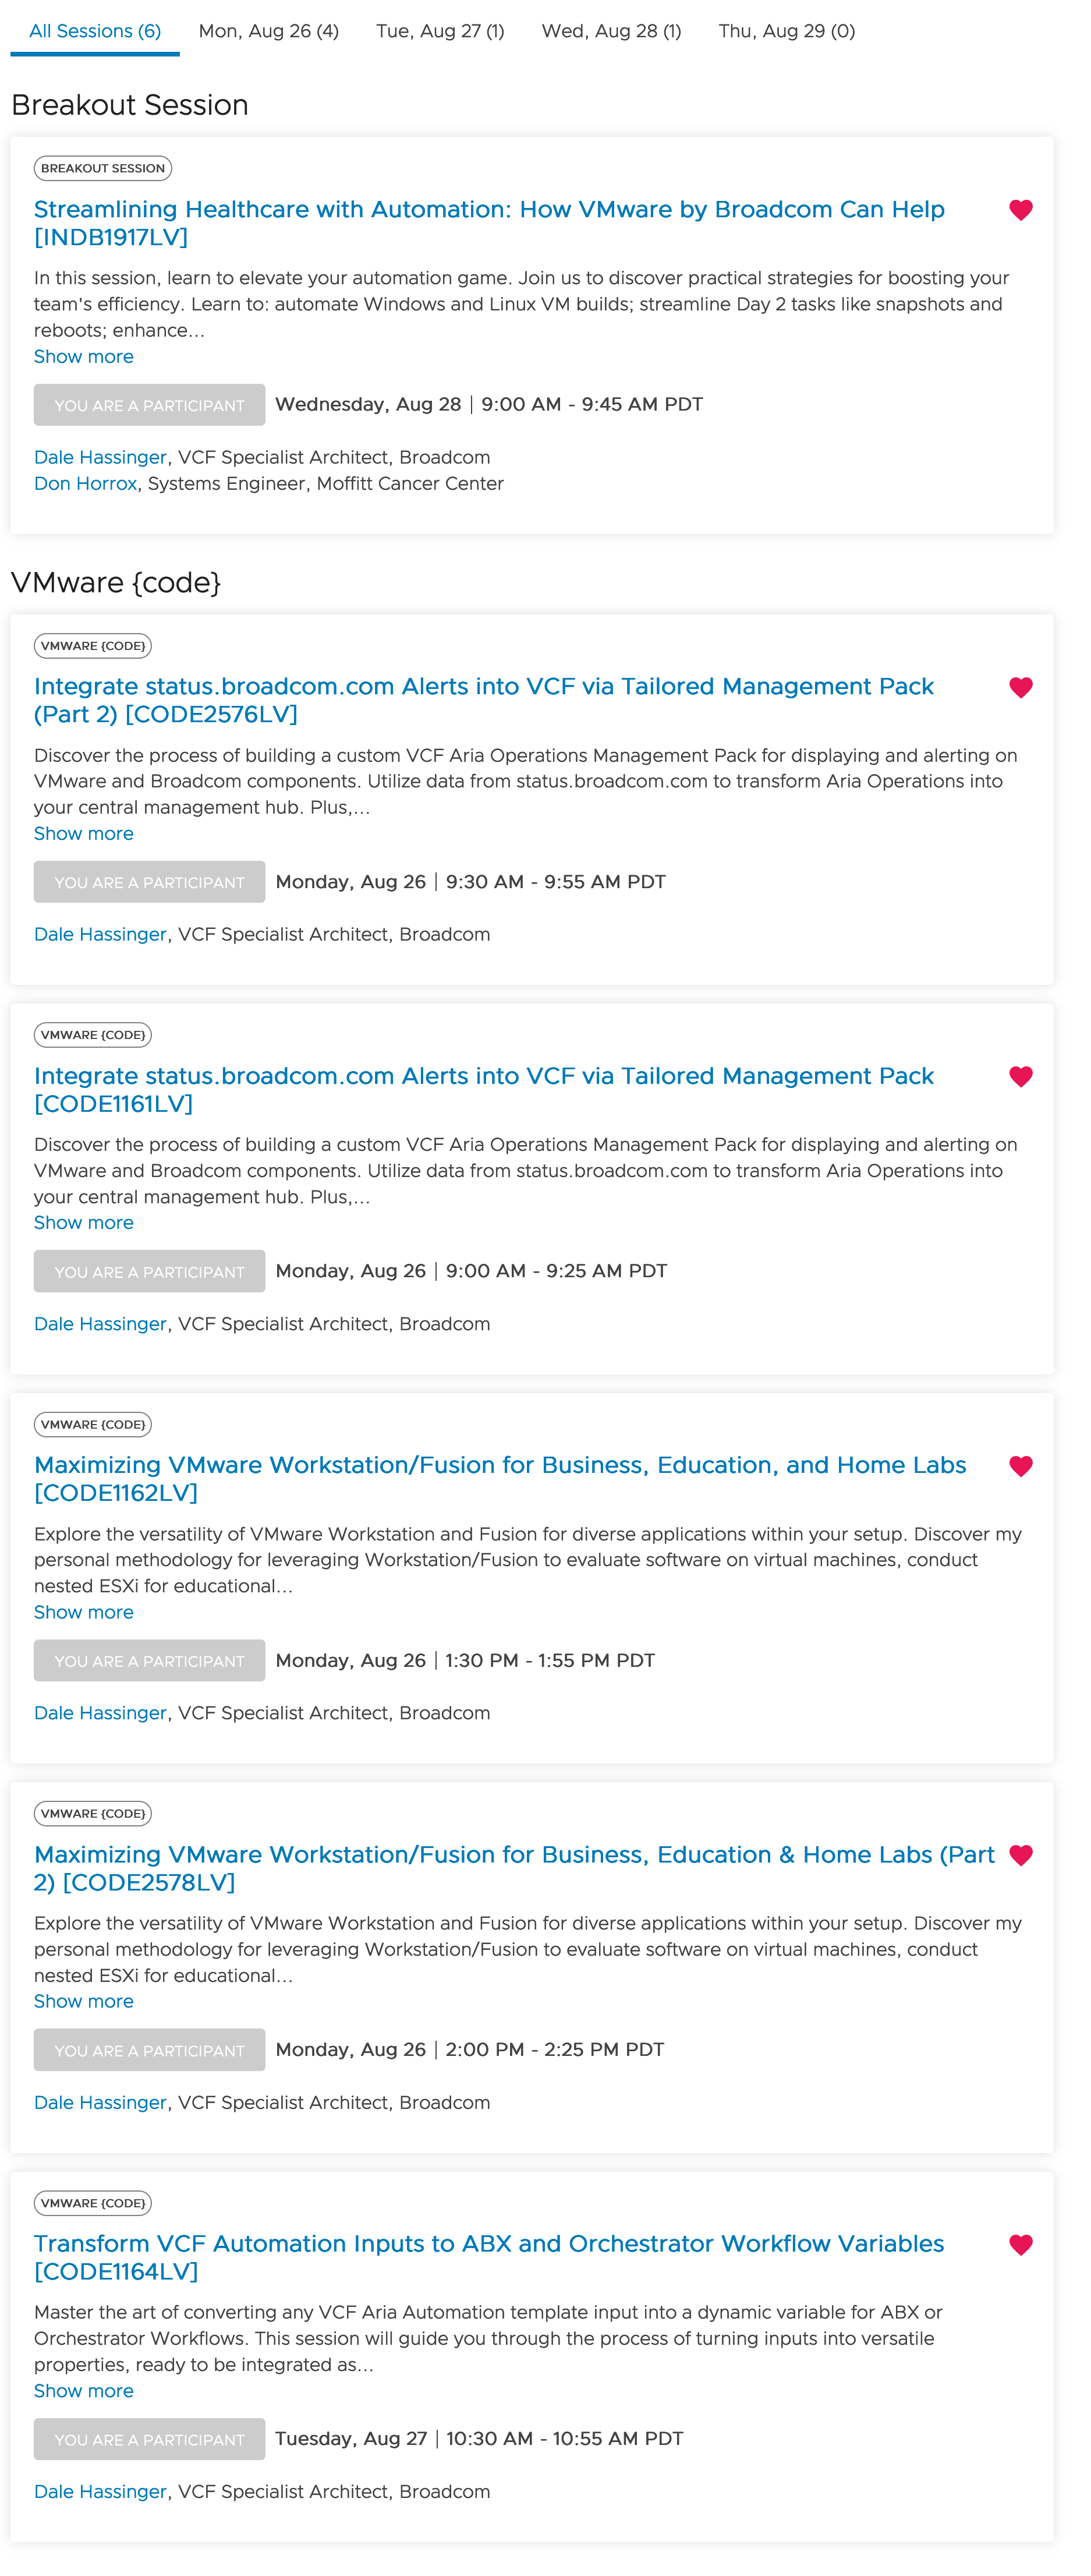 All Sessions (6) Mon, Aug 26 (4) Tue, Aug 27 (1) Wed, Aug 28 (1) Thu, Aug 29 (0)
Breakout Session
BREAKOUT SESSION
Streamlining Healthcare with Automation: How VMware by Broadcom Can Help
[INDB1917LV]
In this session, learn to elevate your automation game. Join us to discover practical strategies for boosting your
team's efficiency. Learn to: automate Windows and Linux VM builds; streamline Day 2 tasks like snapshots and
reboots; enhance...
Show more
YOU ARE A PARTICIPANT Wednesday, Aug 28 | 9:00 AM - 9:45 AM PDT
Dale Hassinger, VCF Specialist Architect, Broadcom
Don Horrox, Systems Engineer, Moffitt Cancer Center
VMware {code}
VMWARE {CODE}
Integrate status.broadcom.com Alerts into VCF via Tailored Management Pack
(Part 2) [CODE2576LV]
Discover the process of building a custom VCF Aria Operations Management Pack for displaying and alerting on
VMware and Broadcom components. Utilize data from status.broadcom.com to transform Aria Operations into
your central management hub. Plus,...
Show more
YOU ARE A PARTICIPANT Monday, Aug 26 | 9:30 AM - 9:55 AM PDT
Dale Hassinger, VCF Specialist Architect, Broadcom
VMWARE {CODE}
Integrate status.broadcom.com Alerts into VCF via Tailored Management Pack
[CODE1161LV]
Discover the process of building a custom VCF Aria Operations Management Pack for displaying and alerting on
VMware and Broadcom components. Utilize data from status.broadcom.com to transform Aria Operations into
your central management hub. Plus,...
Show more
YOU ARE A PARTICIPANT Monday, Aug 26 | 9:00 AM - 9:25 AM PDT
Dale Hassinger, VCF Specialist Architect, Broadcom
VMWARE {CODE}
Maximizing VMware Workstation/Fusion for Business, Education, and Home Labs
[CODE1162LV]
Explore the versatility of VMware Workstation and Fusion for diverse applications within your setup. Discover my
personal methodology for leveraging Workstation/Fusion to evaluate software on virtual machines, conduct
nested ESXi for educational...
Show more
YOU ARE A PARTICIPANT Monday, Aug 26 | 1:30 PM - 1:55 PM PDT
Dale Hassinger, VCF Specialist Architect, Broadcom
VMWARE {CODE}
Maximizing VMware Workstation/Fusion for Business, Education & Home Labs (Part
2) [CODE2578LV]
Explore the versatility of VMware Workstation and Fusion for diverse applications within your setup. Discover my
personal methodology for leveraging Workstation/Fusion to evaluate software on virtual machines, conduct
nested ESXi for educational...
Show more
YOU ARE A PARTICIPANT Monday, Aug 26 | 2:00 PM - 2:25 PM PDT
Dale Hassinger, VCF Specialist Architect, Broadcom
VMWARE {CODE}
Transform VCF Automation Inputs to ABX and Orchestrator Workflow Variables
[CODE1164LV]
Master the art of converting any VCF Aria Automation template input into a dynamic variable for ABX or
Orchestrator Workflows. This session will guide you through the process of turning inputs into versatile
properties, ready to be integrated as...
Show more
YOU ARE A PARTICIPANT Tuesday, Aug 27 | 10:30 AM - 10:55 AM PDT
Dale Hassinger, VCF Specialist Architect, Broadcom